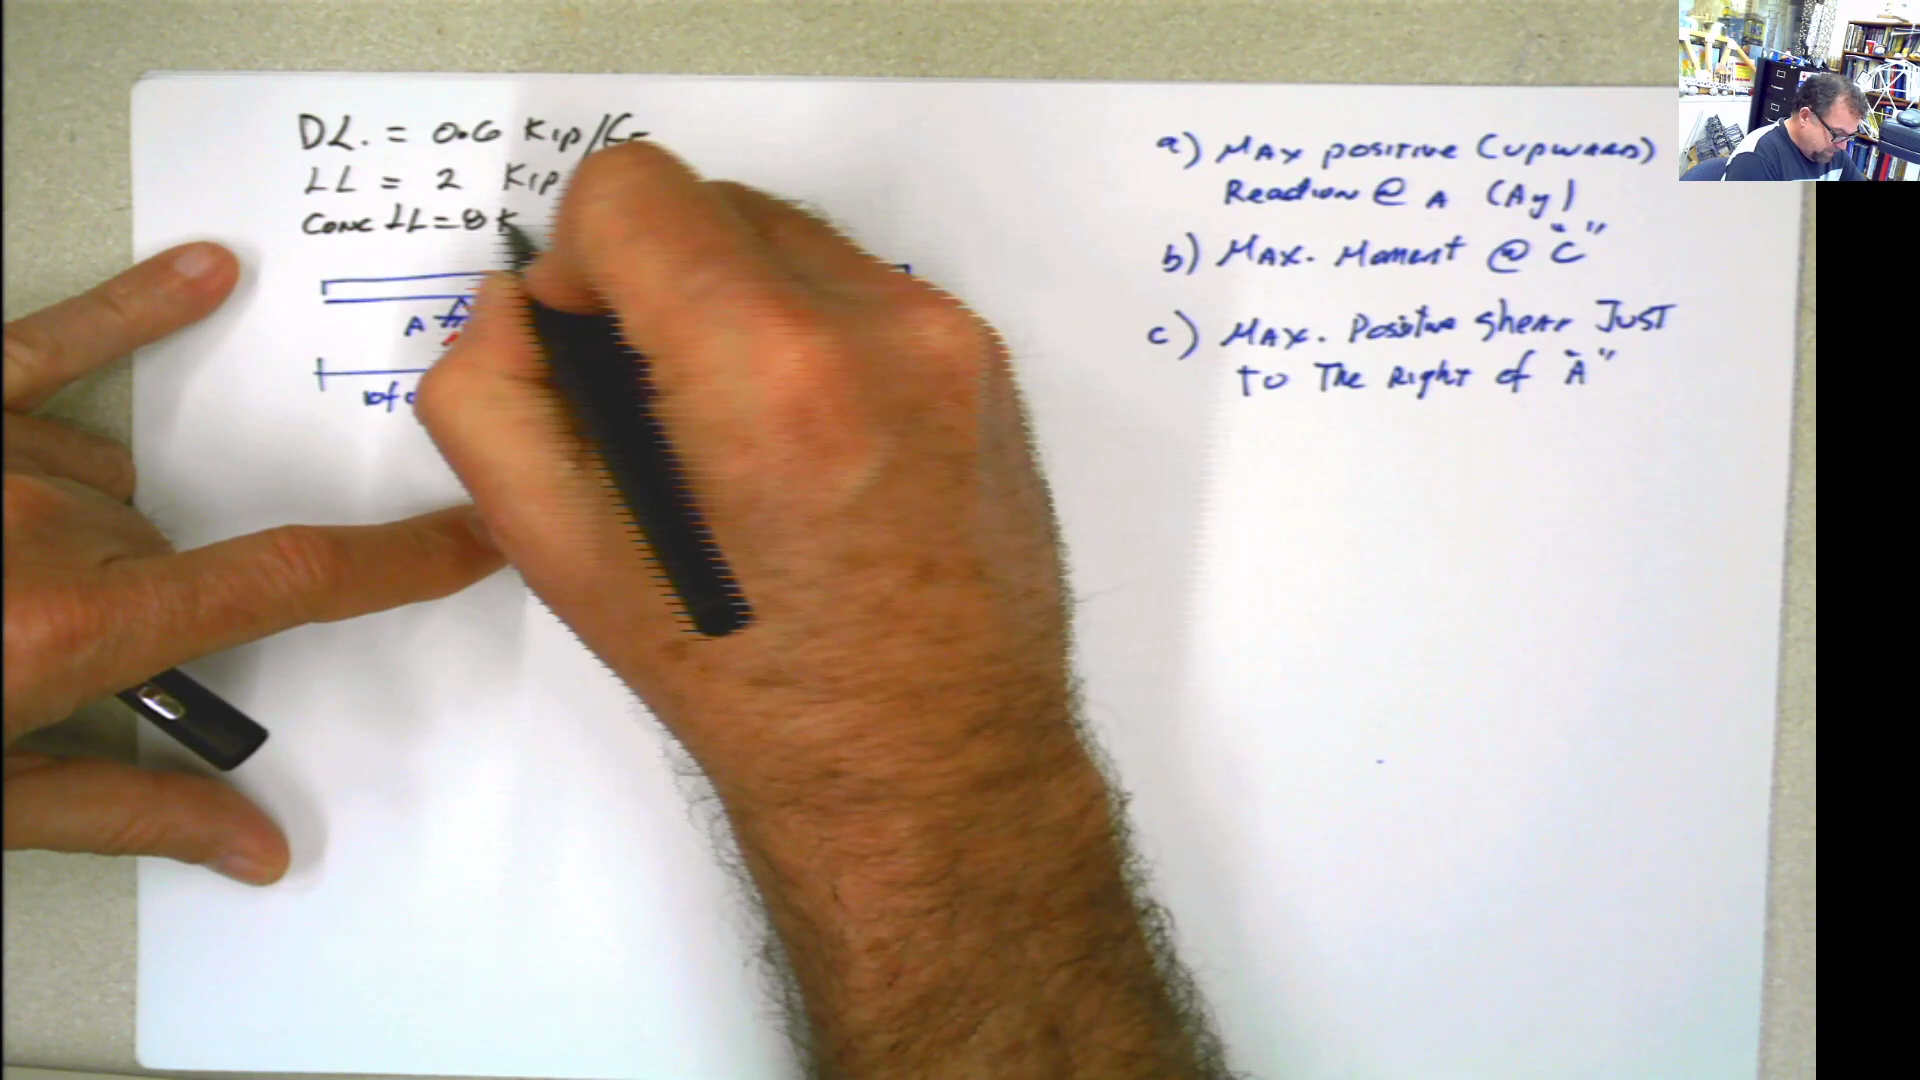 DL. = 0.6 Kip/
LL = 2 Kip
Conc LL = 8 K
A
a) Max positive (upward)
Reaction @ A (Ay)
b) Max. Moment @ "C"
c) Max. Positive shear Just
to The Right of "A"